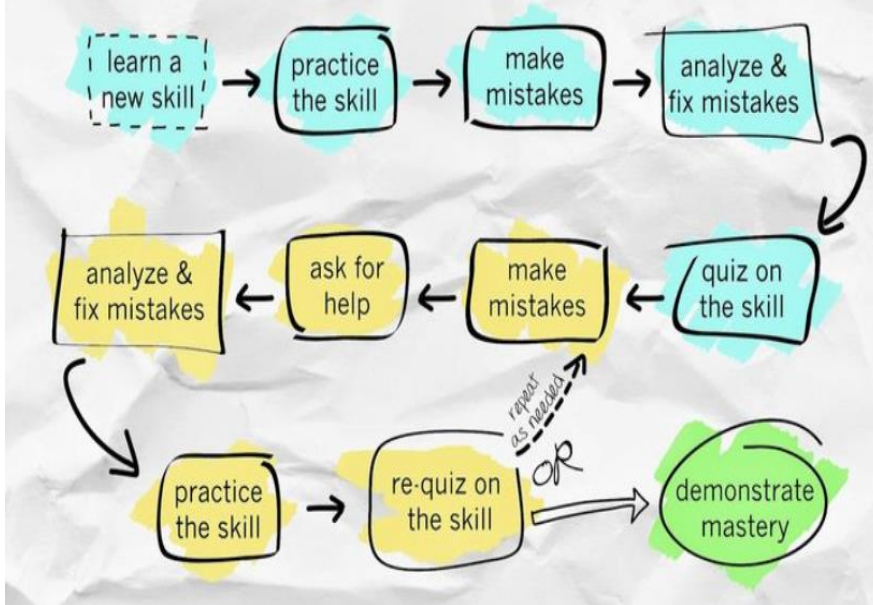 learn a
new skill
practice
the skill
make
mistakes
analyze &
fix mistakes
quiz on
the skill
make
mistakes
ask for
help
analyze &
fix mistakes
practice
the skill
re-quiz on
the skill
repeat
as needed
OR
demonstrate
mastery